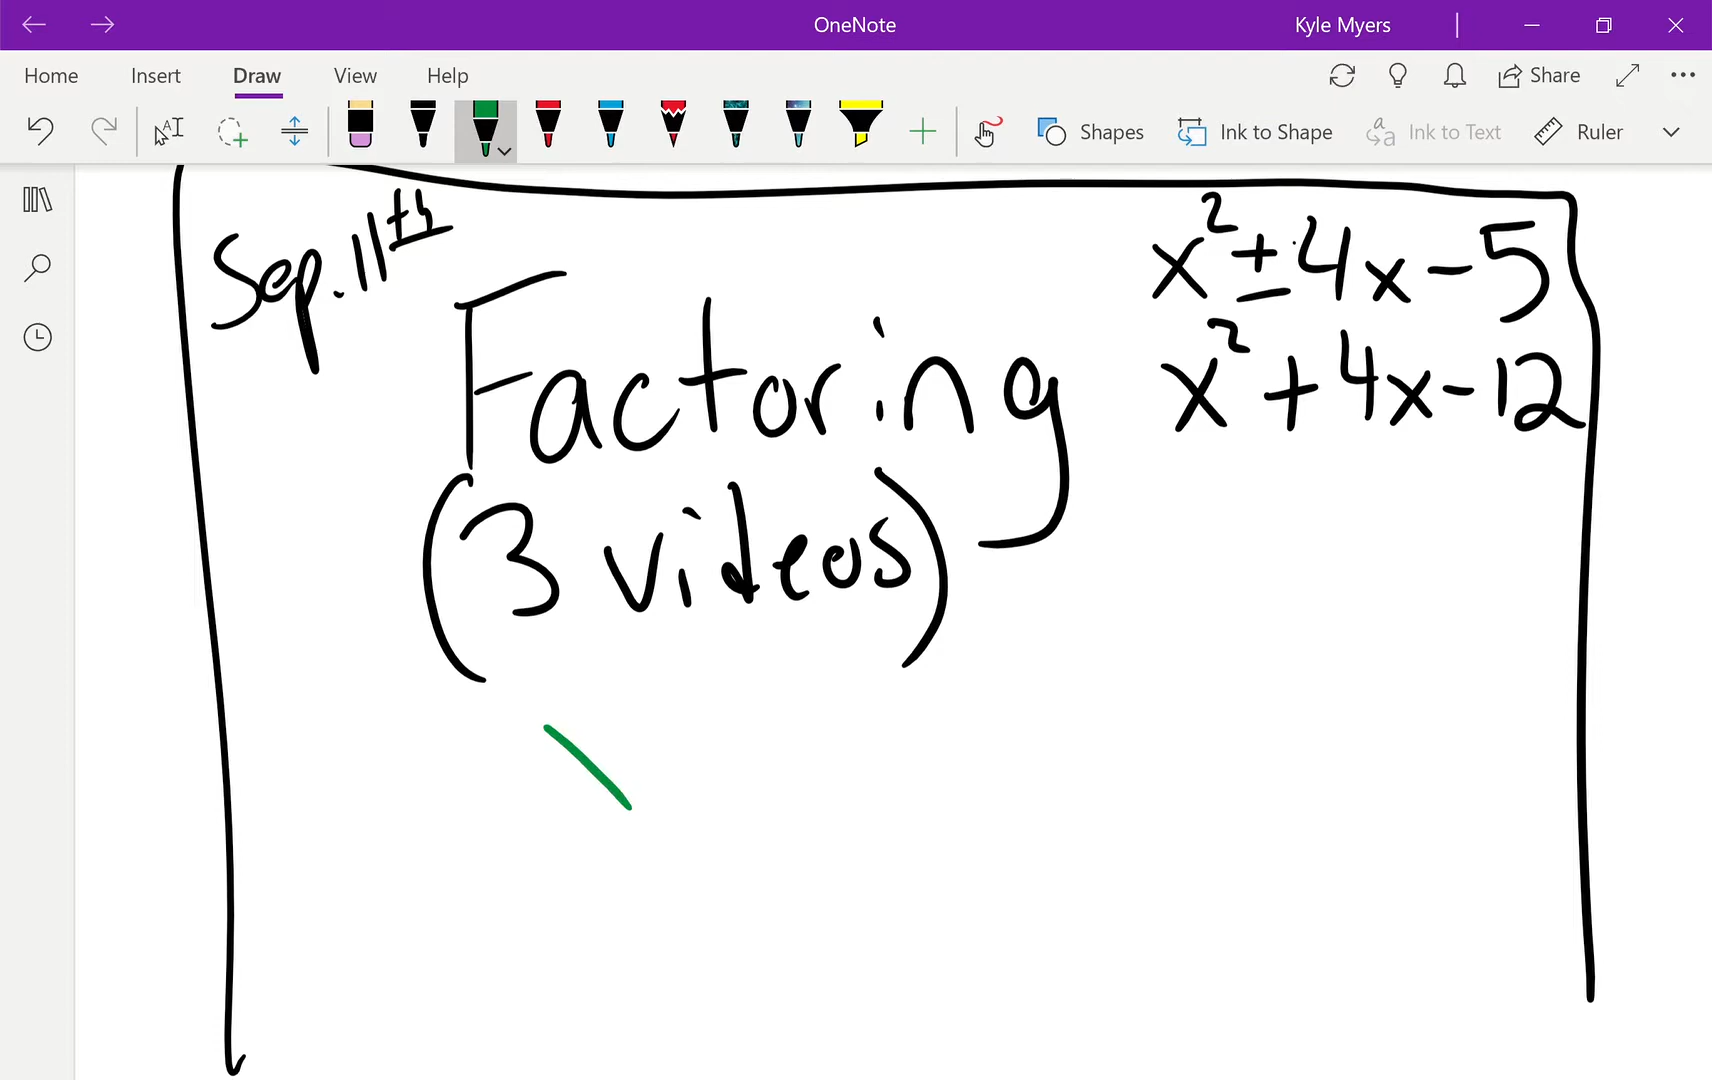 OneNote
Kyle Myers
Home Insert Draw View Help
Share
Shapes Ink to Shape Ink to Text Ruler
Sep. 11th
x² ± 4x - 5
x² + 4x - 12
Factoring
(3 videos)